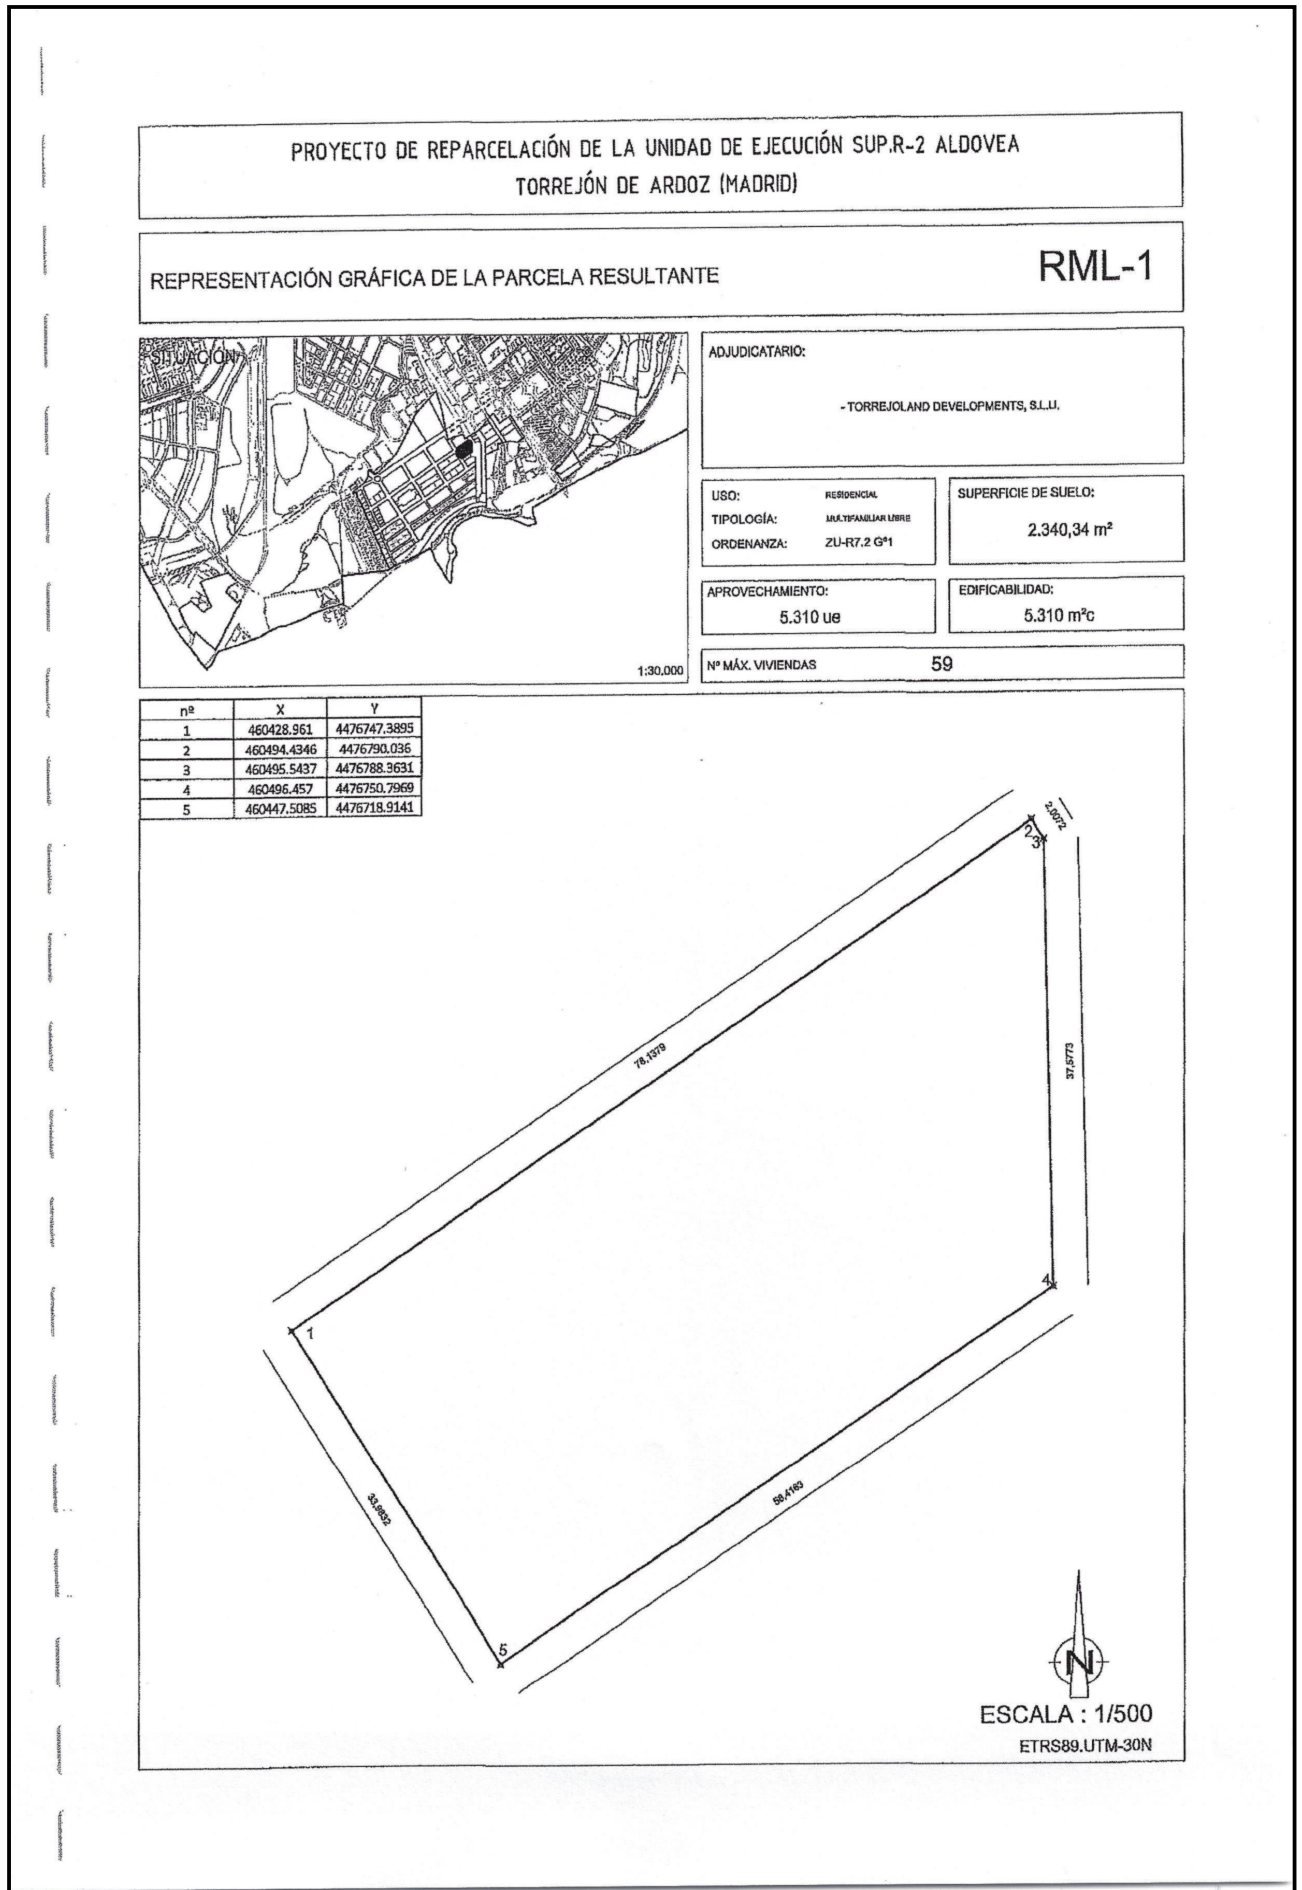 PROYECTO DE REPARCELACIÓN DE LA UNIDAD DE EJECUCIÓN SUP.R-2 ALDOVEA
TORREJÓN DE ARDOZ (MADRID)
REPRESENTACIÓN GRÁFICA DE LA PARCELA RESULTANTE
RML-1
SITUACIÓN
1:30.000
ADJUDICATARIO:
- TORREJOLAND DEVELOPMENTS, S.L.U.
USO: RESIDENCIAL
TIPOLOGÍA: MULTIFAMILIAR LIBRE
ORDENANZA: ZU-R7.2 Gº1
SUPERFICIE DE SUELO:
2.340,34 m²
APROVECHAMIENTO:
5.310 ue
EDIFICABILIDAD:
5.310 m²c
Nº MÁX. VIVIENDAS 59
nº X Y
1 460428.961 4476747.3895
2 460494.4346 4476790.036
3 460495.5437 4476788.3631
4 460496.457 4476750.7969
5 460447.5085 4476718.9141
2,0072
2
3
78,1379
37,5773
4
1
58,4163
33,9832
5
N
ESCALA : 1/500
ETRS89.UTM-30N